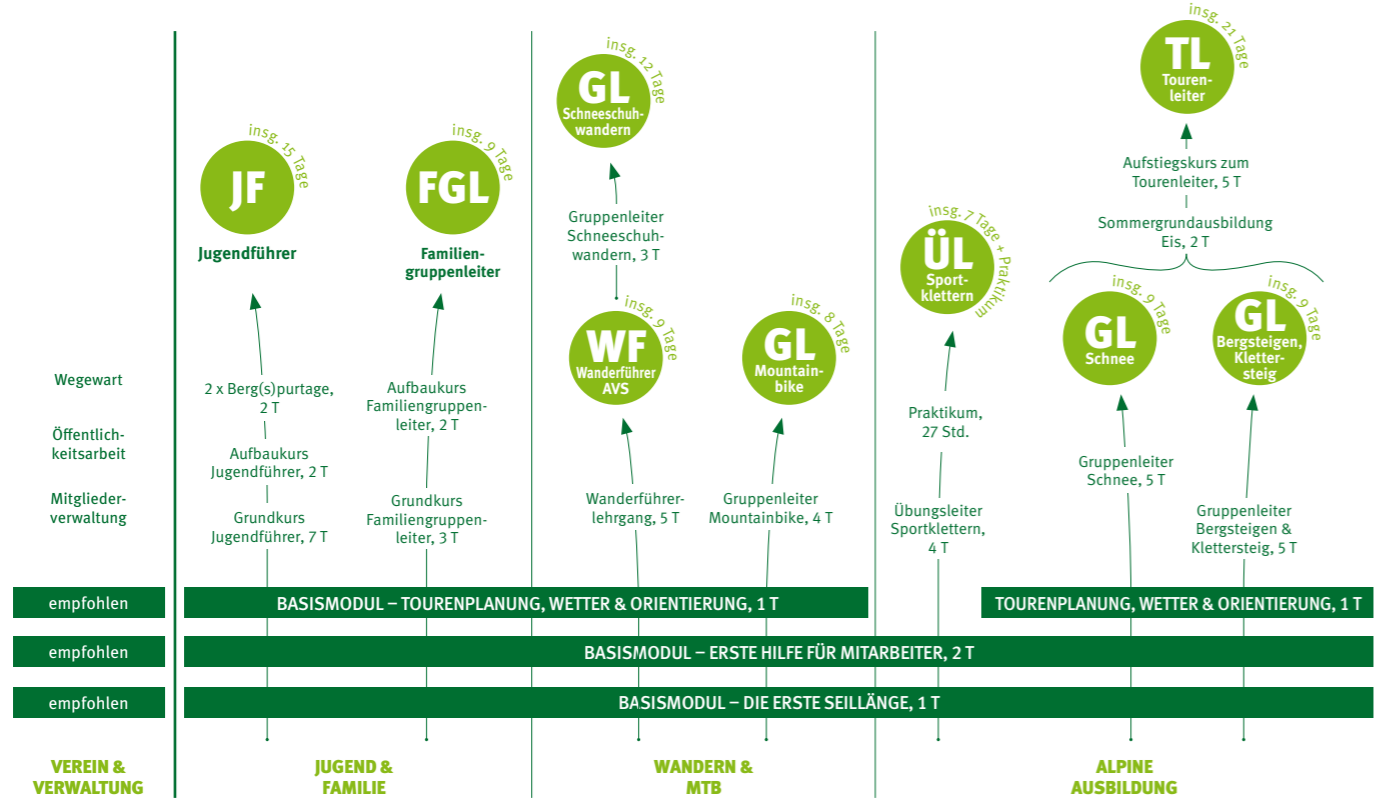 Wegewart
Öffentlich-
keitsarbeit
Mitglieder-
verwaltung
empfohlen
empfohlen
empfohlen
VEREIN &
VERWALTUNG
insg. 15 Tage
JF
Jugendführer
2 x Berg(s)purtage,
2 T
Aufbaukurs
Jugendführer, 2 T
Grundkurs
Jugendführer, 7 T
insg. 9 Tage
FGL
Familien-
gruppenleiter
Aufbaukurs
Familiengruppen-
leiter, 2 T
Grundkurs
Familiengruppen-
leiter, 3 T
JUGEND &
FAMILIE
insg. 12 Tage
GL
Schneeschuh-
wandern
Gruppenleiter
Schneeschuh-
wandern, 3 T
insg. 9 Tage
WF
Wanderführer
AVS
Wanderführer-
lehrgang, 5 T
insg. 8 Tage
GL
Mountain-
bike
Gruppenleiter
Mountainbike, 4 T
WANDERN &
MTB
insg. 7 Tage + Praktikum
ÜL
Sport-
klettern
Praktikum,
27 Std.
Übungsleiter
Sportklettern,
4 T
insg. 21 Tage
TL
Touren-
leiter
Aufstiegskurs zum
Tourenleiter, 5 T
Sommergrundausbildung
Eis, 2 T
insg. 9 Tage
GL
Schnee
Gruppenleiter
Schnee, 5 T
insg. 9 Tage
GL
Bergsteigen,
Kletter-
steig
Gruppenleiter
Bergsteigen &
Klettersteig, 5 T
BASISMODUL – TOURENPLANUNG, WETTER & ORIENTIERUNG, 1 T
TOURENPLANUNG, WETTER & ORIENTIERUNG, 1 T
BASISMODUL – ERSTE HILFE FÜR MITARBEITER, 2 T
BASISMODUL – DIE ERSTE SEILLÄNGE, 1 T
ALPINE
AUSBILDUNG